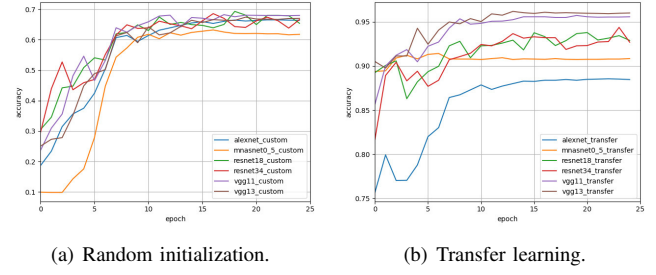 0.7
0.6
0.5
0.4
0.3
0.2
0.1
accuracy
0
5
10
15
20
25
epoch
alexnet_custom
mnasnet0_5_custom
resnet18_custom
resnet34_custom
vgg11_custom
vgg13_custom
(a) Random initialization.
0.95
0.90
0.85
0.80
0.75
accuracy
0
5
10
15
20
25
epoch
alexnet_transfer
mnasnet0_5_transfer
resnet18_transfer
resnet34_transfer
vgg11_transfer
vgg13_transfer
(b) Transfer learning.